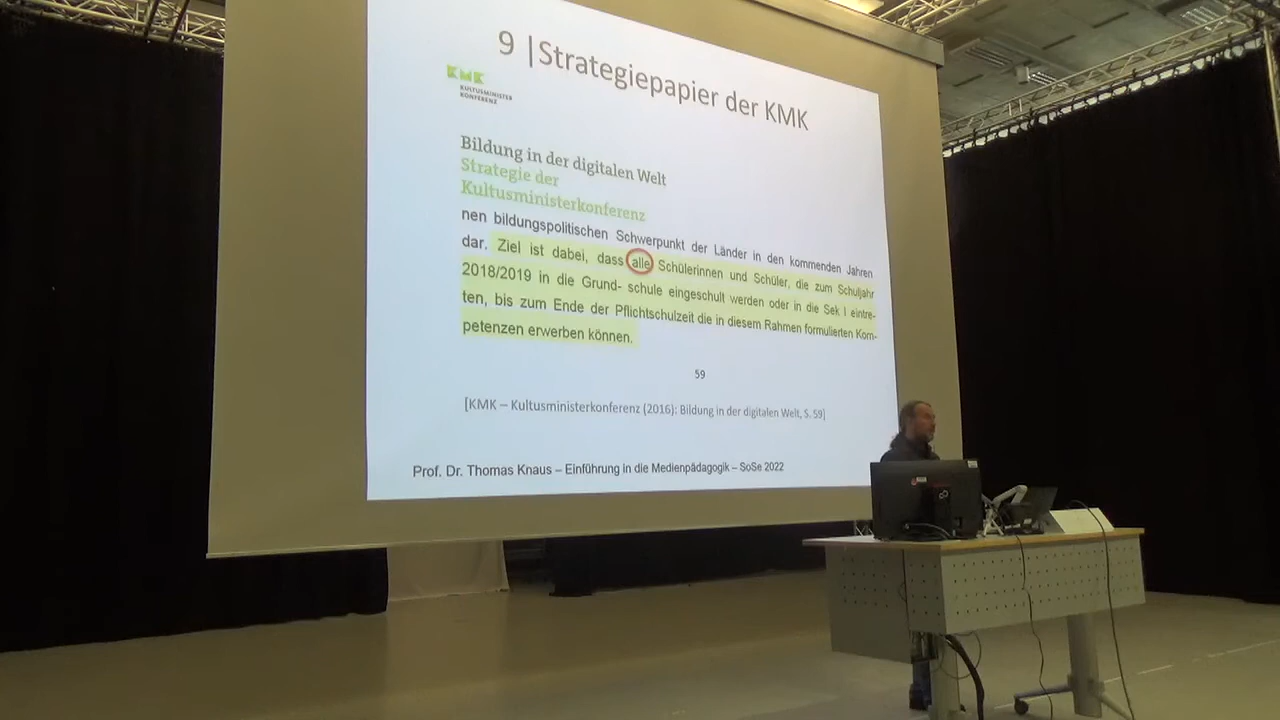 9 |Strategiepapier der KMK
KMK
KULTUSMINISTER
KONFERENZ
Bildung in der digitalen Welt
Strategie der
Kultusministerkonferenz
nen bildungspolitischen Schwerpunkt der Länder in den kommenden Jahren
dar. Ziel ist dabei, dass alle Schülerinnen und Schüler, die zum Schuljahr
2018/2019 in die Grund- schule eingeschult werden oder in die Sek I eintre-
ten, bis zum Ende der Pflichtschulzeit die in diesem Rahmen formulierten Kom-
petenzen erwerben können.
59
[KMK – Kultusministerkonferenz (2016): Bildung in der digitalen Welt, S. 59]
Prof. Dr. Thomas Knaus – Einführung in die Medienpädagogik – SoSe 2022